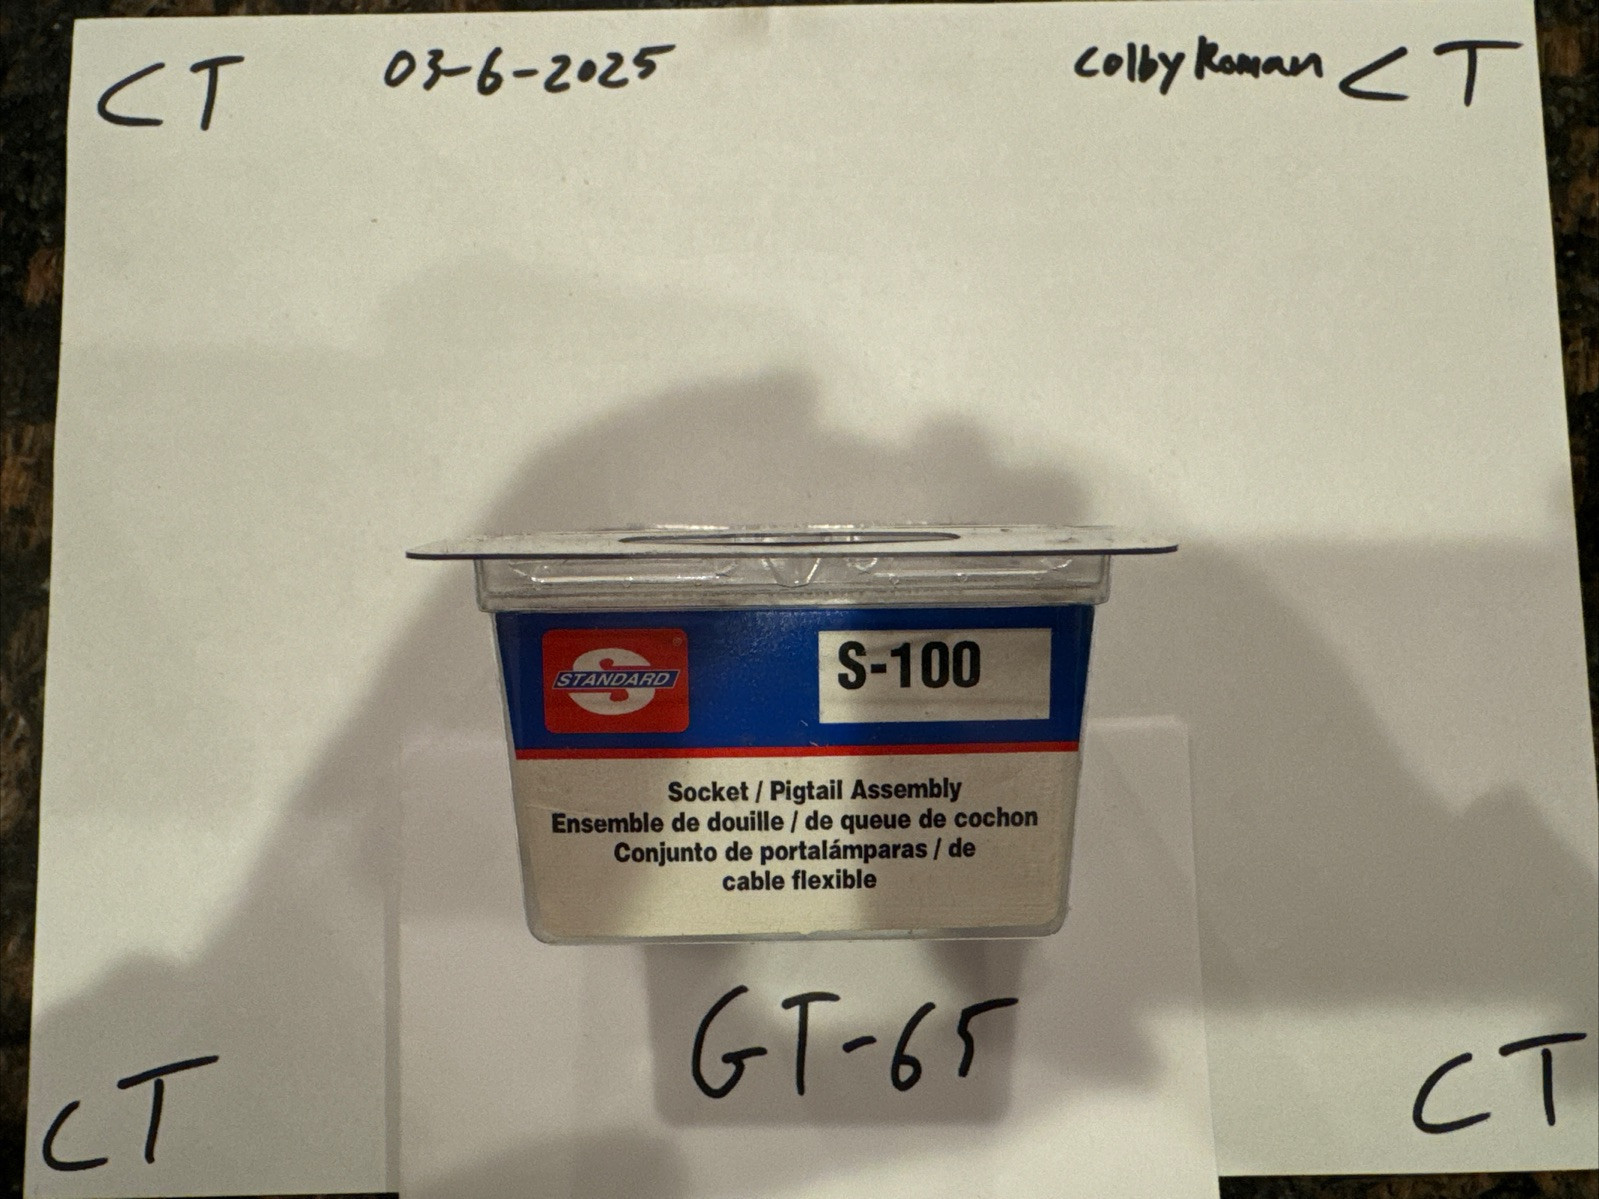 CT 03-6-2025 Colby Roman CT
S STANDARD ®
S-100
Socket / Pigtail Assembly
Ensemble de douille / de queue de cochon
Conjunto de portalámparas / de
cable flexible
GT-65
CT CT